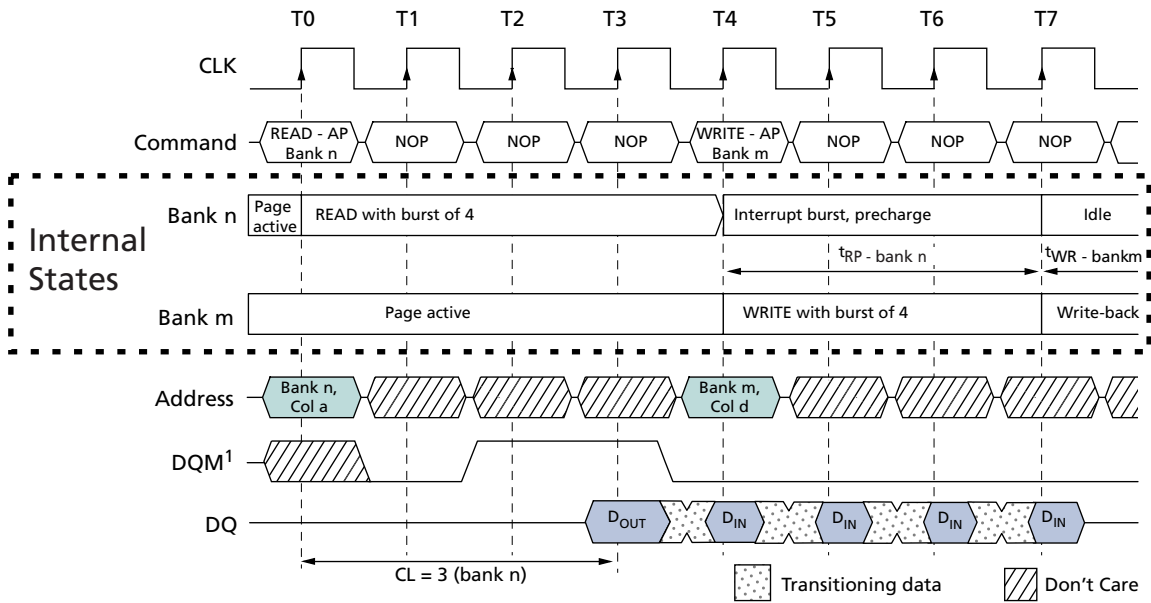 T0 T1 T2 T3 T4 T5 T6 T7
CLK
Command
READ - AP
Bank n
NOP
NOP
NOP
WRITE - AP
Bank m
NOP
NOP
NOP
Internal
States
Bank n
Page
active
READ with burst of 4
Interrupt burst, precharge
Idle
tRP - bank n
tWR - bankm
Bank m
Page active
WRITE with burst of 4
Write-back
Address
Bank n,
Col a
Bank m,
Col d
DQM1
DQ
DOUT
DIN
DIN
DIN
DIN
CL = 3 (bank n)
Transitioning data
Don't Care